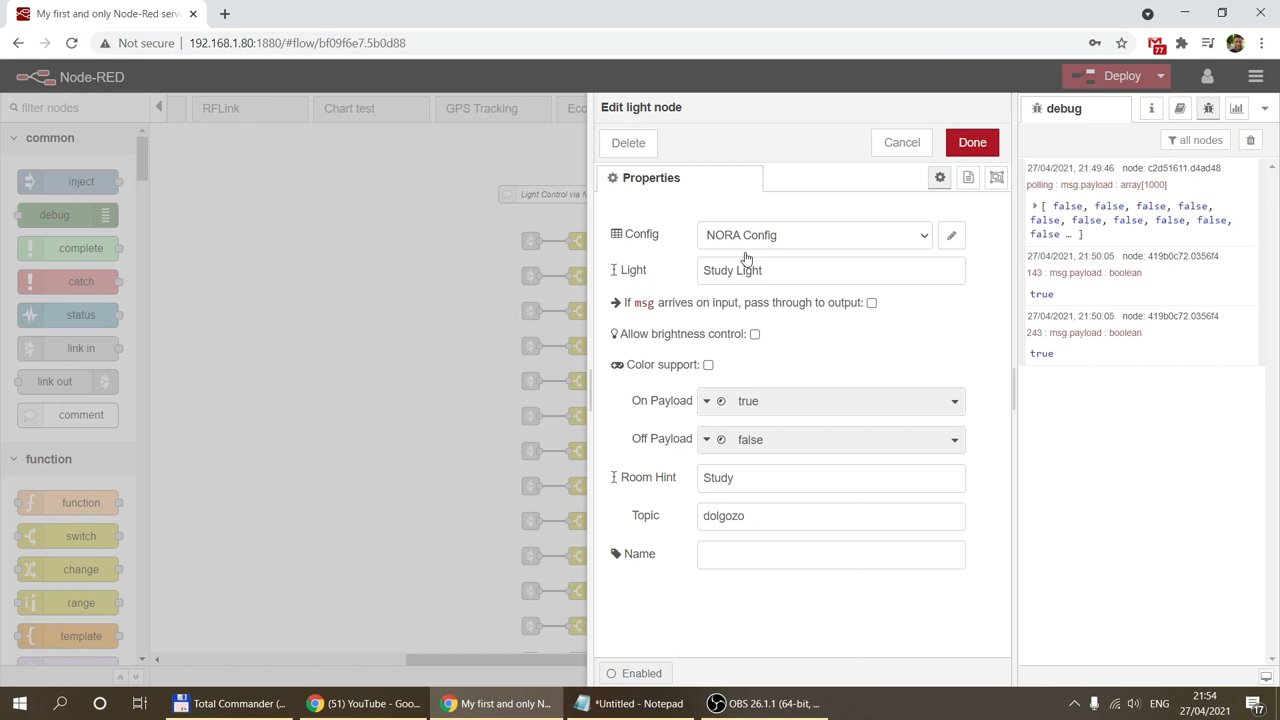 My first and only Node-Red serve
Not secure 192.168.1.80:1880/#flow/bf09f6e7.5b0d88
77
Node-RED
Deploy
filter nodes
RFLink
Chart test
GPS Tracking
Eco
Edit light node
debug
i
Delete
Cancel
Done
all nodes
common
Properties
inject
debug
complete
catch
status
link in
link out
comment
function
function
switch
change
range
template
Light Control via N
Config
NORA Config
Light
Study Light
If msg arrives on input, pass through to output:
Allow brightness control:
Color support:
On Payload
true
Off Payload
false
Room Hint
Study
Topic
dolgozo
Name
Enabled
27/04/2021, 21:49:46 node: c2d51611.d4ad48
polling : msg.payload : array[1000]
[ false, false, false, false,
false, false, false, false, false,
false … ]
27/04/2021, 21:50:05 node: 419b0c72.0356f4
143 : msg.payload : boolean
true
27/04/2021, 21:50:05 node: 419b0c72.0356f4
243 : msg.payload : boolean
true
Total Commander (...
(51) YouTube - Goo...
My first and only N...
*Untitled - Notepad
OBS 26.1.1 (64-bit, ...
21:54
27/04/2021
17